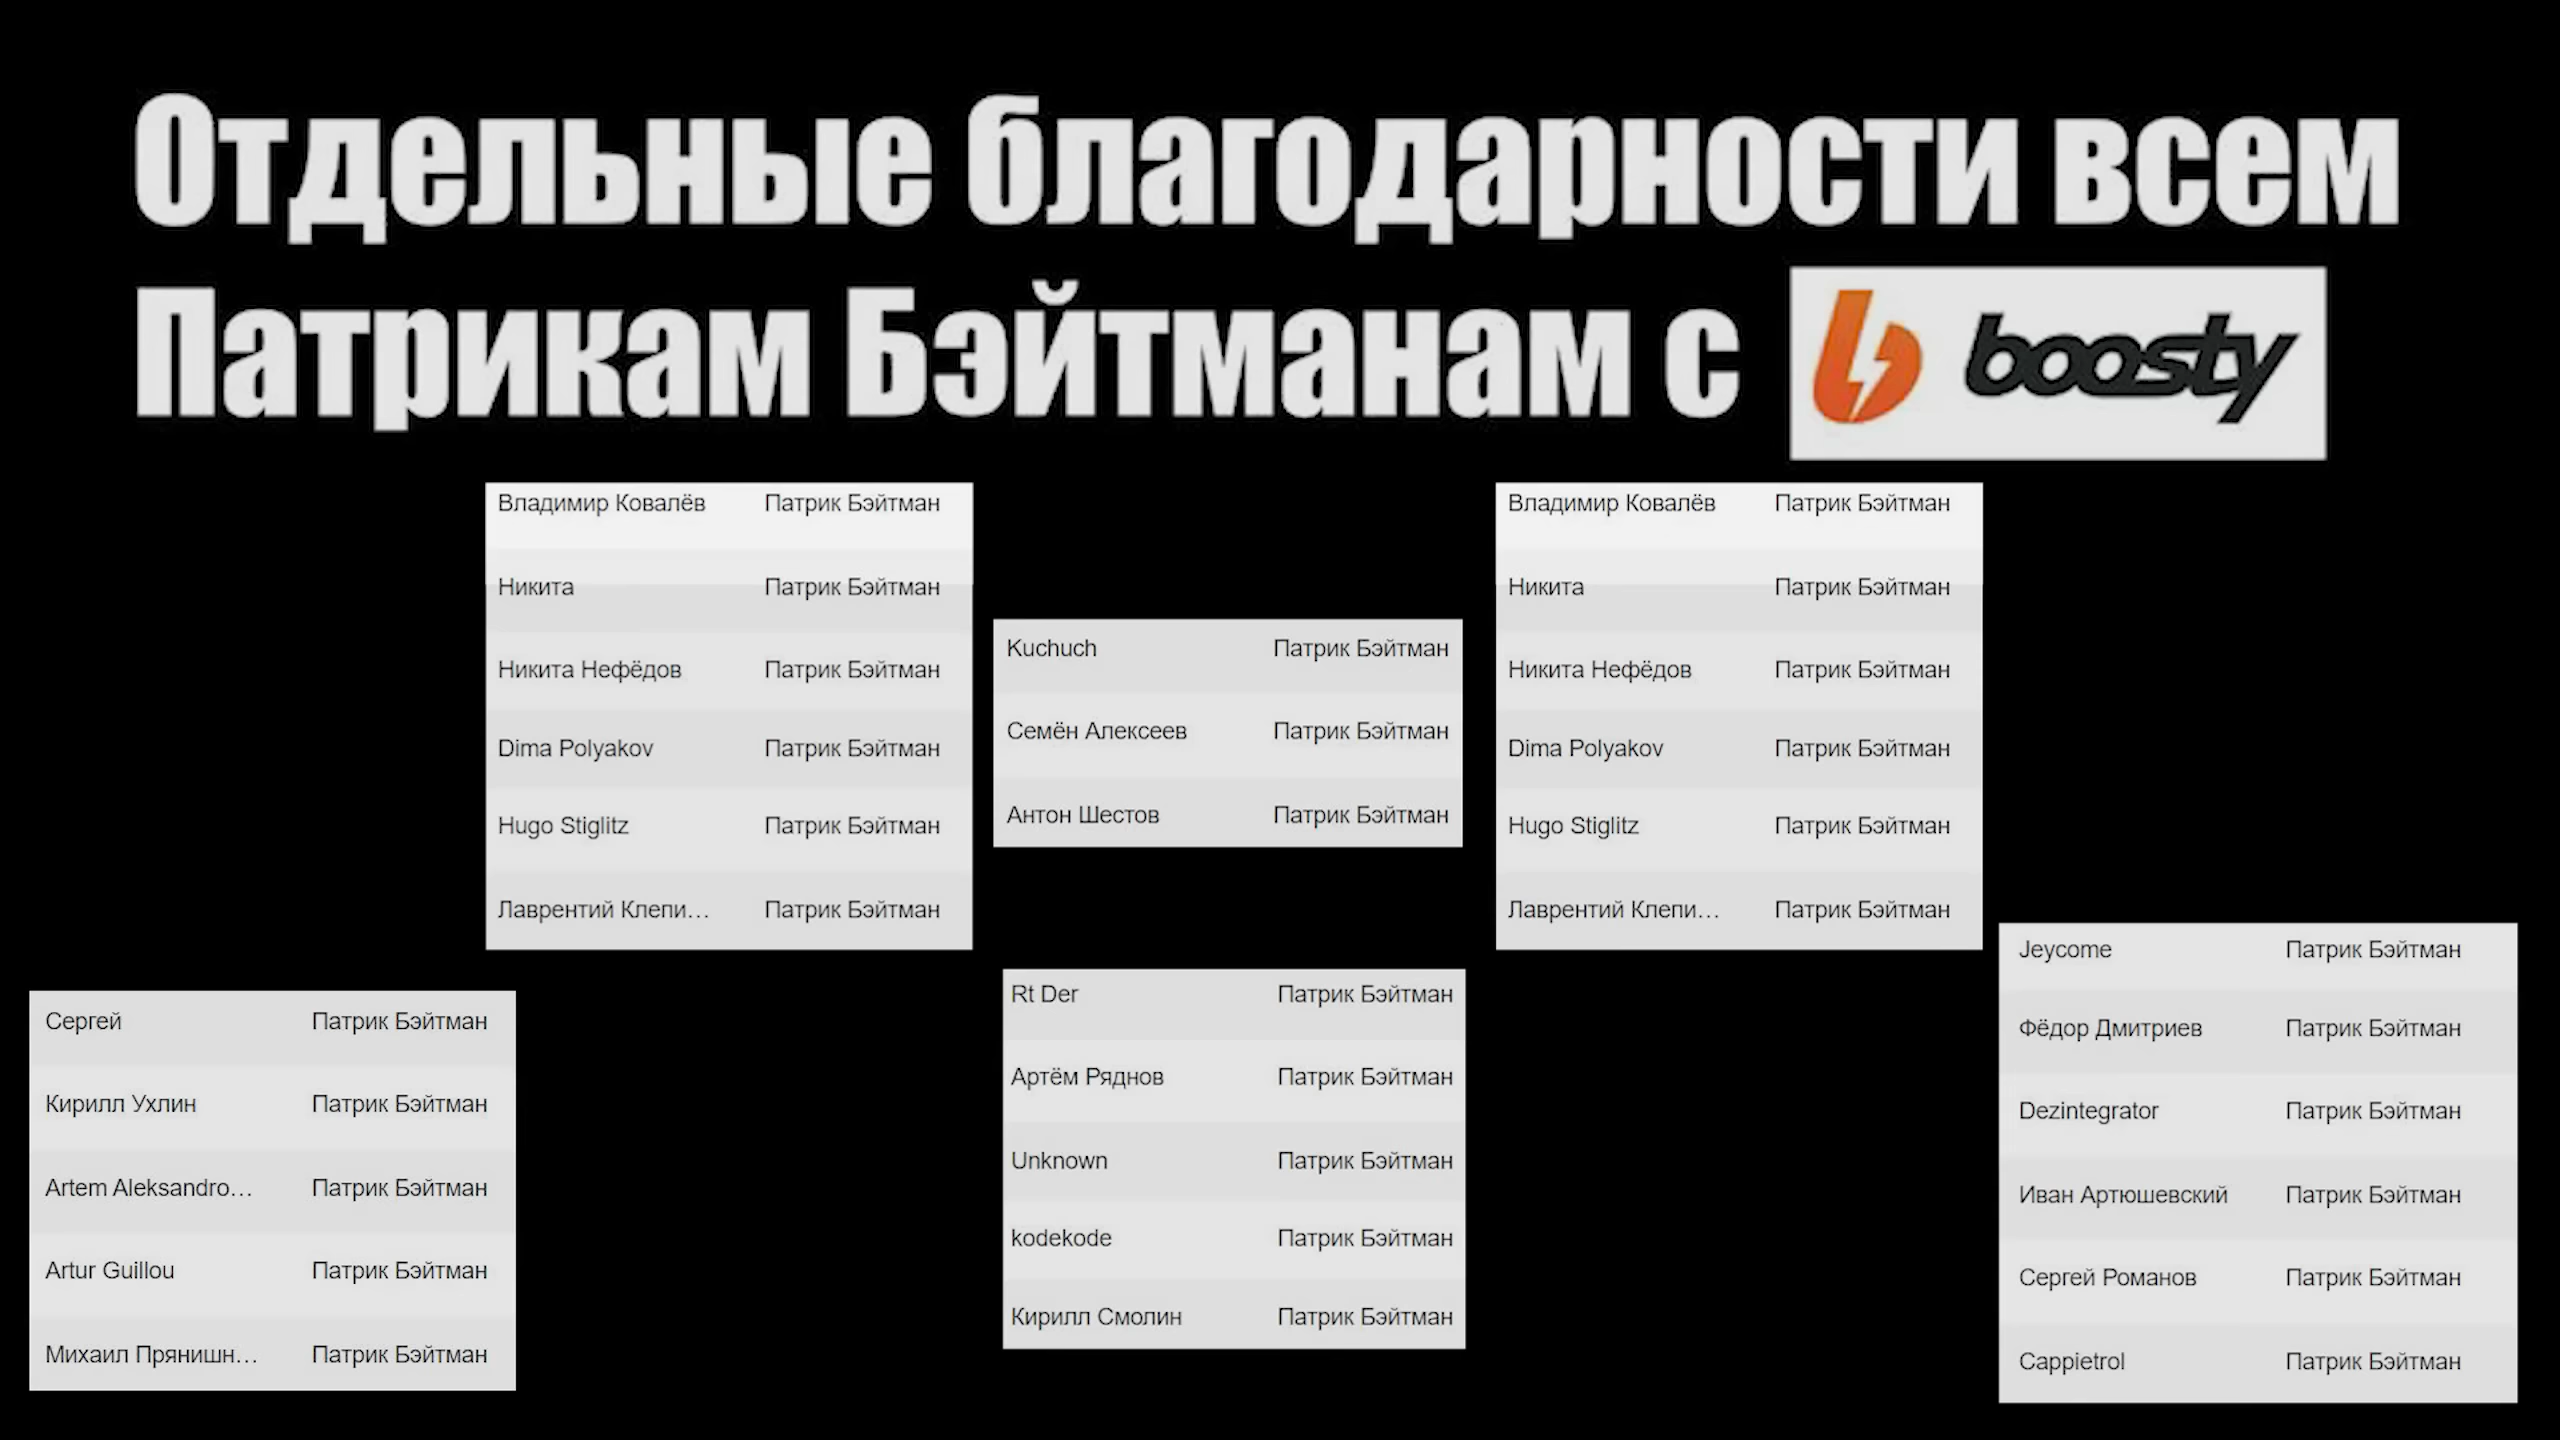 Отдельные благодарности всем
Патрикам Бэйтманам с boosty
Владимир Ковалёв Патрик Бэйтман
Никита Патрик Бэйтман
Никита Нефёдов Патрик Бэйтман
Dima Polyakov Патрик Бэйтман
Hugo Stiglitz Патрик Бэйтман
Лаврентий Клепи... Патрик Бэйтман
Kuchuch Патрик Бэйтман
Семён Алексеев Патрик Бэйтман
Антон Шестов Патрик Бэйтман
Владимир Ковалёв Патрик Бэйтман
Никита Патрик Бэйтман
Никита Нефёдов Патрик Бэйтман
Dima Polyakov Патрик Бэйтман
Hugo Stiglitz Патрик Бэйтман
Лаврентий Клепи... Патрик Бэйтман
Сергей Патрик Бэйтман
Кирилл Ухлин Патрик Бэйтман
Artem Aleksandro... Патрик Бэйтман
Artur Guillou Патрик Бэйтман
Михаил Прянишн... Патрик Бэйтман
Rt Der Патрик Бэйтман
Артём Ряднов Патрик Бэйтман
Unknown Патрик Бэйтман
kodekode Патрик Бэйтман
Кирилл Смолин Патрик Бэйтман
Jeycome Патрик Бэйтман
Фёдор Дмитриев Патрик Бэйтман
Dezintegrator Патрик Бэйтман
Иван Артюшевский Патрик Бэйтман
Сергей Романов Патрик Бэйтман
Cappietrol Патрик Бэйтман